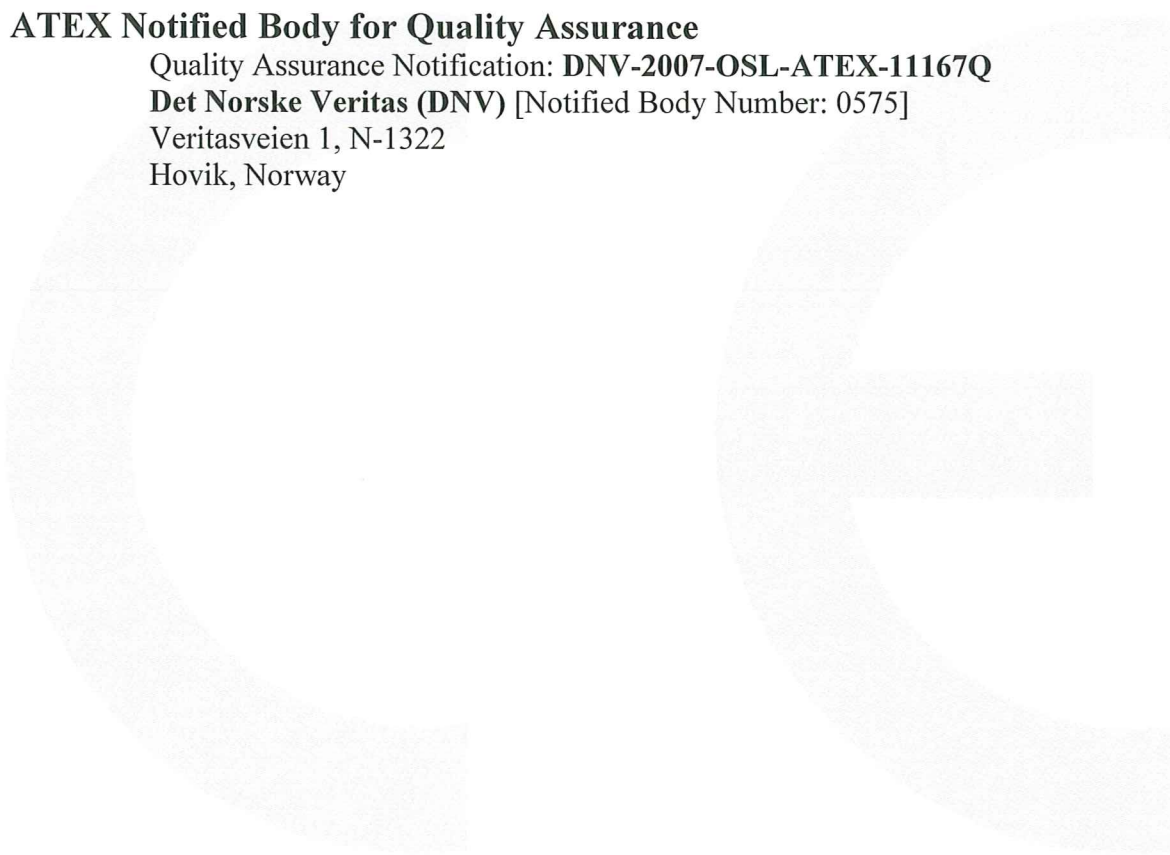 ATEX Notified Body for Quality Assurance
Quality Assurance Notification: DNV-2007-OSL-ATEX-11167Q
Det Norske Veritas (DNV) [Notified Body Number: 0575]
Veritasveien 1, N-1322
Hovik, Norway